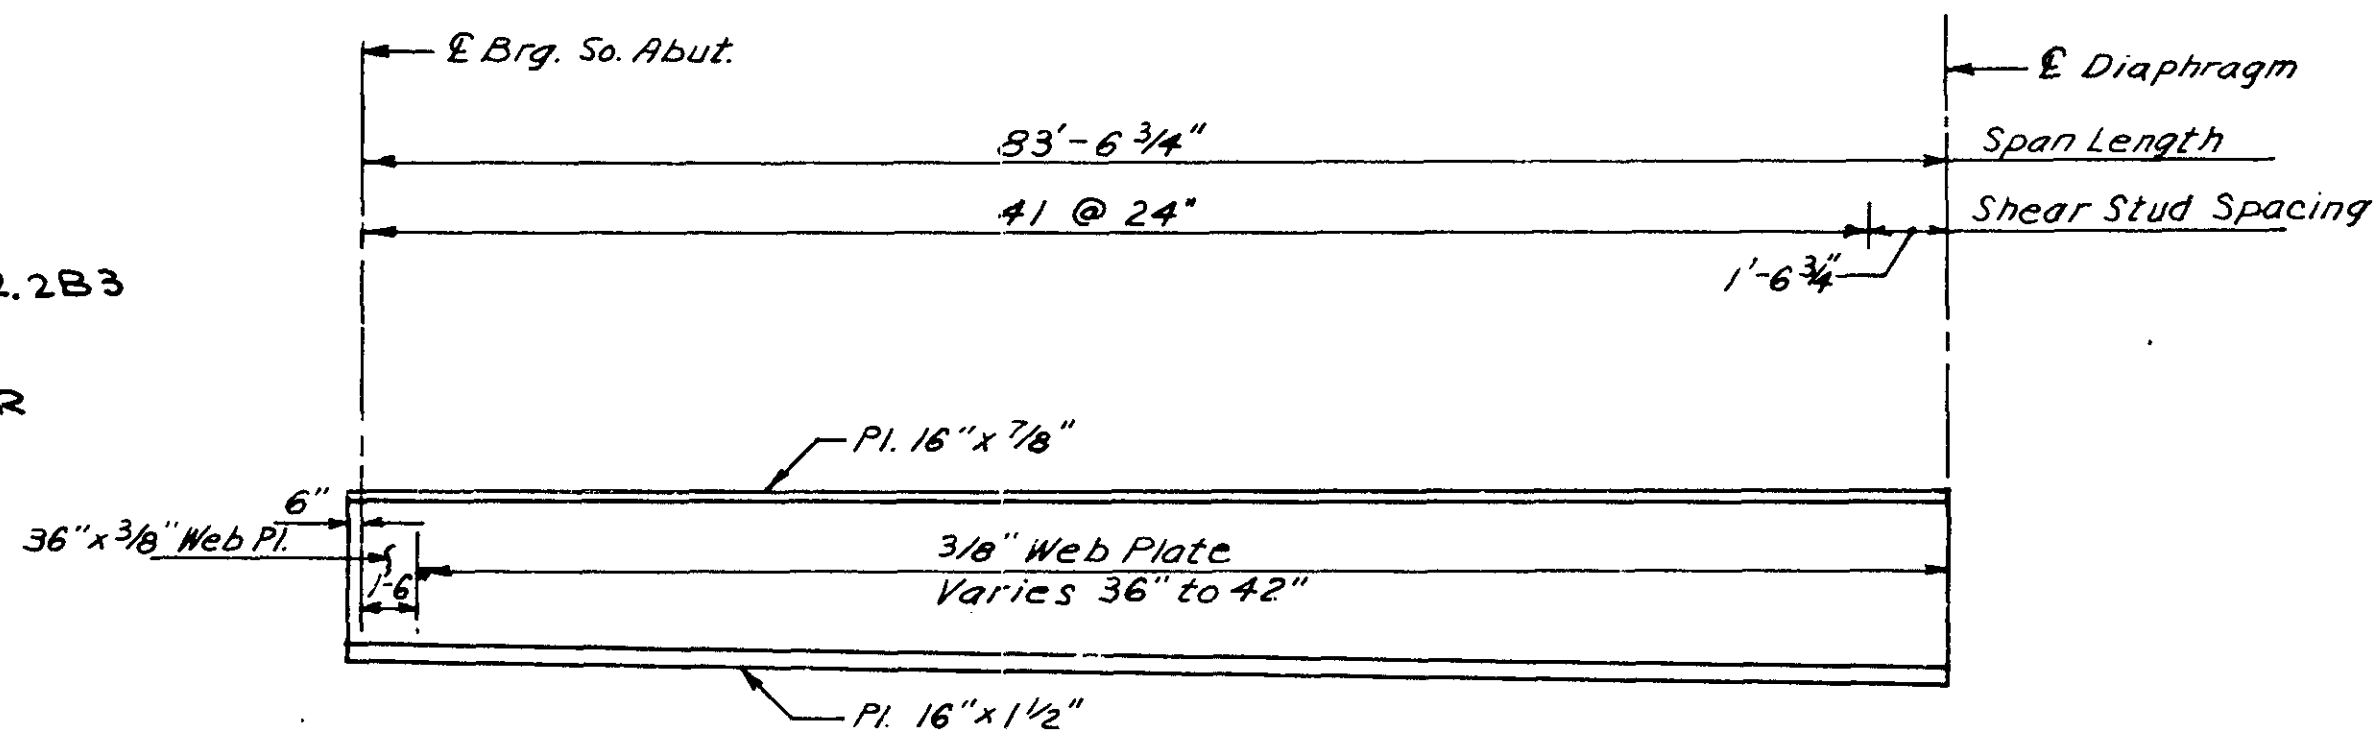 ℄ Brg. So. Abut.
℄ Diaphragm
83'-6 3/4"
Span Length
41 @ 24"
Shear Stud Spacing
1'-6 3/4"
2.2B3
R
Pl. 16"x 7/8"
6"
36"x 3/8" Web Pl.
1-6
3/8" Web Plate
Varies 36" to 42"
Pl. 16"x 1 1/2"